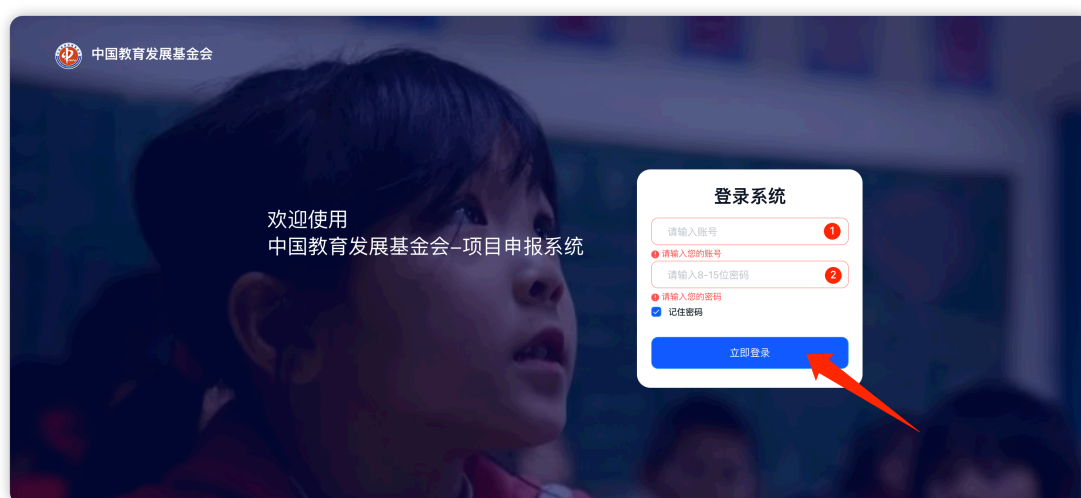 中国教育发展基金会
欢迎使用
中国教育发展基金会-项目申报系统
登录系统
请输入账号
1
请输入您的账号
请输入8-15位密码
2
请输入您的密码
记住密码
立即登录